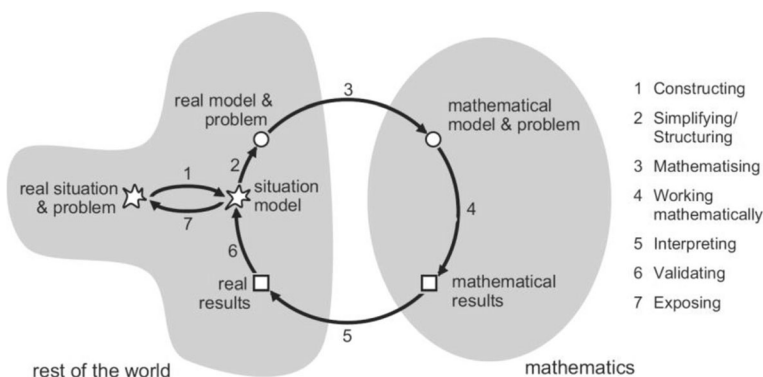 real model &
problem
3
mathematical
model & problem
1
2
real situation
& problem
situation
model
7
4
6
real
results
mathematical
results
5
rest of the world
mathematics
1 Constructing
2 Simplifying/
Structuring
3 Mathematising
4 Working
mathematically
5 Interpreting
6 Validating
7 Exposing